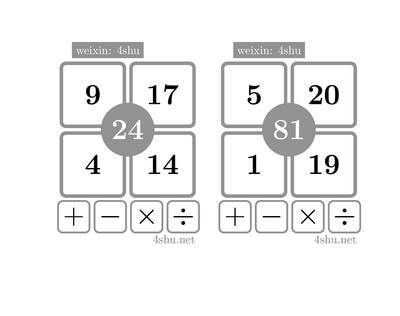 weixin: 4shu weixin: 4shu
9 17 5 20
24 81
4 14 1 19
+ − × ÷ + − × ÷
4shu.net 4shu.net